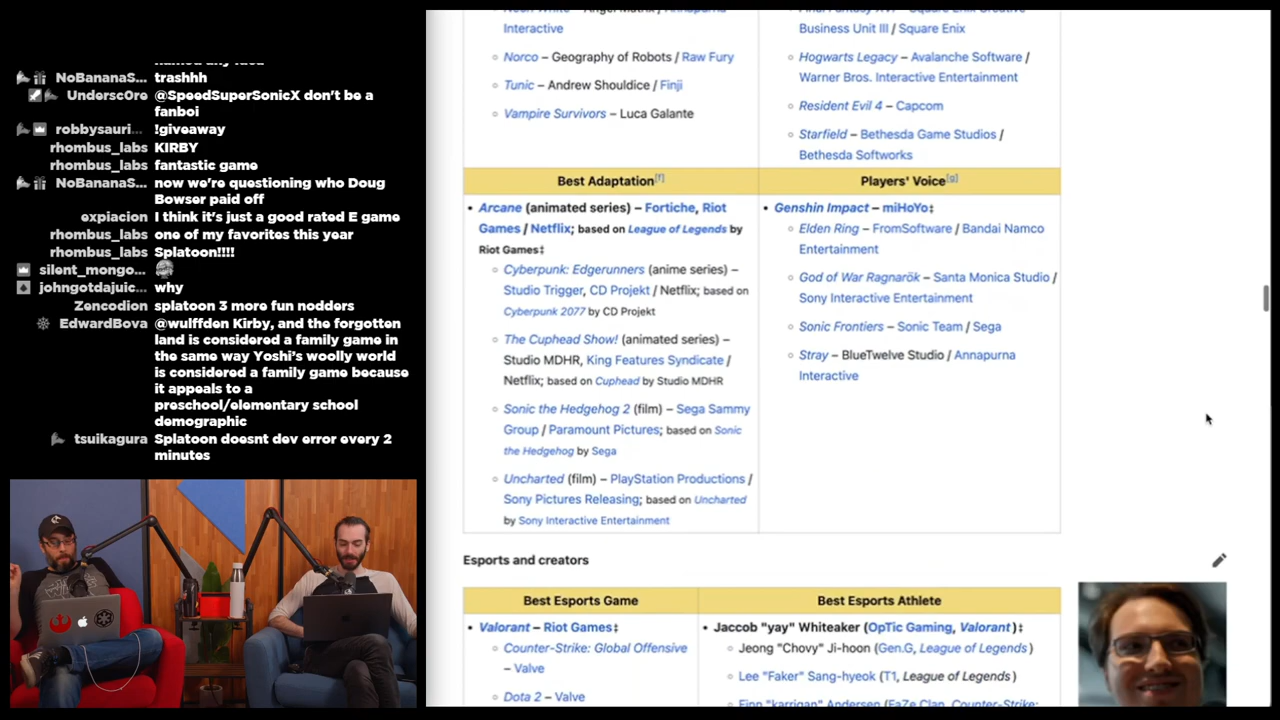 NoBananaS... trashhh
UnderscOre @SpeedSuperSonicX don't be a
fanboi
robbysauri... !giveaway
rhombus_labs KIRBY
rhombus_labs fantastic game
NoBananaS... now we're questioning who Doug
Bowser paid off
expiacion I think it's just a good rated E game
rhombus_labs one of my favorites this year
rhombus_labs Splatoon!!!!
silent_mongo...
johngotdajuic... why
Zencodion splatoon 3 more fun nodders
EdwardBova @wulffden Kirby, and the forgotten
land is considered a family game in
the same way Yoshi's woolly world
is considered a family game because
it appeals to a
preschool/elementary school
demographic
tsuikagura Splatoon doesnt dev error every 2
minutes
Interactive
Norco – Geography of Robots / Raw Fury
Tunic – Andrew Shouldice / Finji
Vampire Survivors – Luca Galante
Business Unit III / Square Enix
Hogwarts Legacy – Avalanche Software /
Warner Bros. Interactive Entertainment
Resident Evil 4 – Capcom
Starfield – Bethesda Game Studios /
Bethesda Softworks
Best Adaptation[f]
Players' Voice[g]
Arcane (animated series) – Fortiche, Riot
Games / Netflix; based on League of Legends by
Riot Games‡
Cyberpunk: Edgerunners (anime series) –
Studio Trigger, CD Projekt / Netflix; based on
Cyberpunk 2077 by CD Projekt
The Cuphead Show! (animated series) –
Studio MDHR, King Features Syndicate /
Netflix; based on Cuphead by Studio MDHR
Sonic the Hedgehog 2 (film) – Sega Sammy
Group / Paramount Pictures; based on Sonic
the Hedgehog by Sega
Uncharted (film) – PlayStation Productions /
Sony Pictures Releasing; based on Uncharted
by Sony Interactive Entertainment
Genshin Impact – miHoYo‡
Elden Ring – FromSoftware / Bandai Namco
Entertainment
God of War Ragnarök – Santa Monica Studio /
Sony Interactive Entertainment
Sonic Frontiers – Sonic Team / Sega
Stray – BlueTwelve Studio / Annapurna
Interactive
Esports and creators
Best Esports Game
Best Esports Athlete
Valorant – Riot Games‡
Counter-Strike: Global Offensive
– Valve
Dota 2 – Valve
Jaccob "yay" Whiteaker (OpTic Gaming, Valorant)‡
Jeong "Chovy" Ji-hoon (Gen.G, League of Legends)
Lee "Faker" Sang-hyeok (T1, League of Legends)
Finn "karrigan" Andersen (FaZe Clan, Counter-Strike: